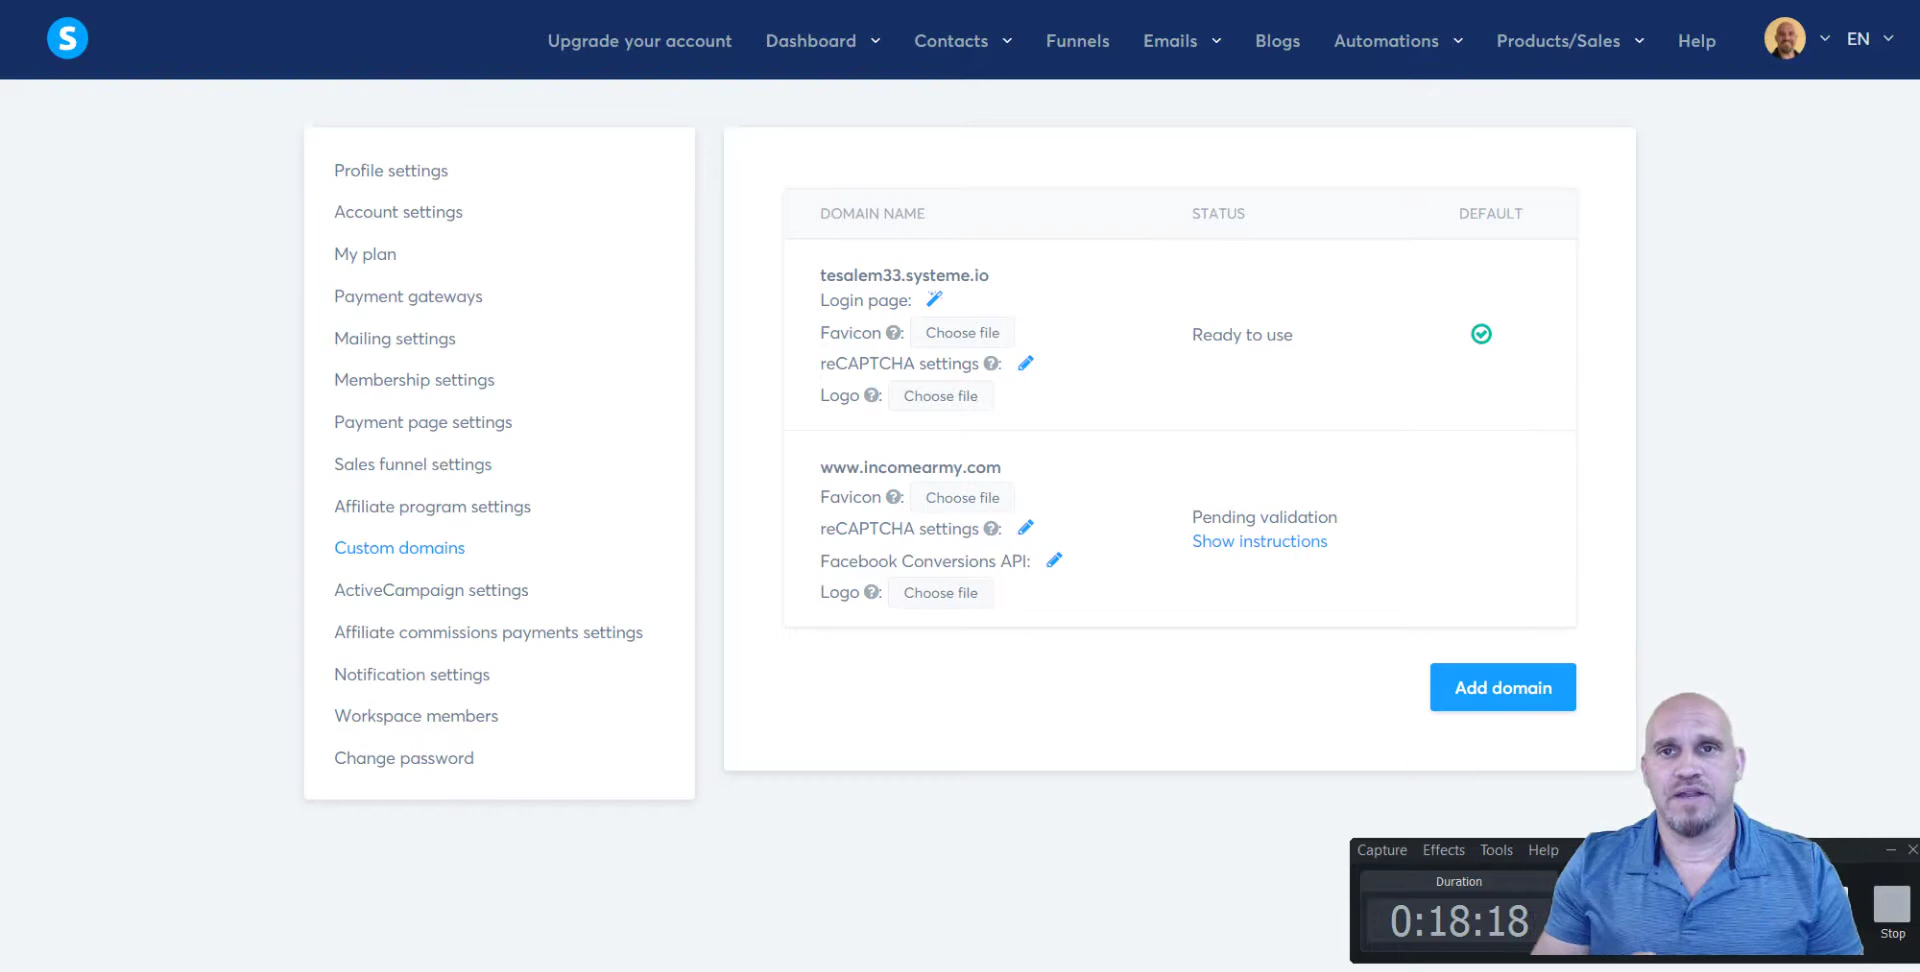 S
Upgrade your account
Dashboard
Contacts
Funnels
Emails
Blogs
Automations
Products/Sales
Help
EN
Profile settings
Account settings
My plan
Payment gateways
Mailing settings
Membership settings
Payment page settings
Sales funnel settings
Affiliate program settings
Custom domains
ActiveCampaign settings
Affiliate commissions payments settings
Notification settings
Workspace members
Change password
DOMAIN NAME STATUS DEFAULT
tesalem33.systeme.io
Login page:
Favicon ?: Choose file
reCAPTCHA settings ?:
Logo ?: Choose file
Ready to use
www.incomearmy.com
Favicon ?: Choose file
reCAPTCHA settings ?:
Facebook Conversions API:
Logo ?: Choose file
Pending validation
Show instructions
Add domain
Capture Effects Tools Help
Duration
0:18:18
Stop